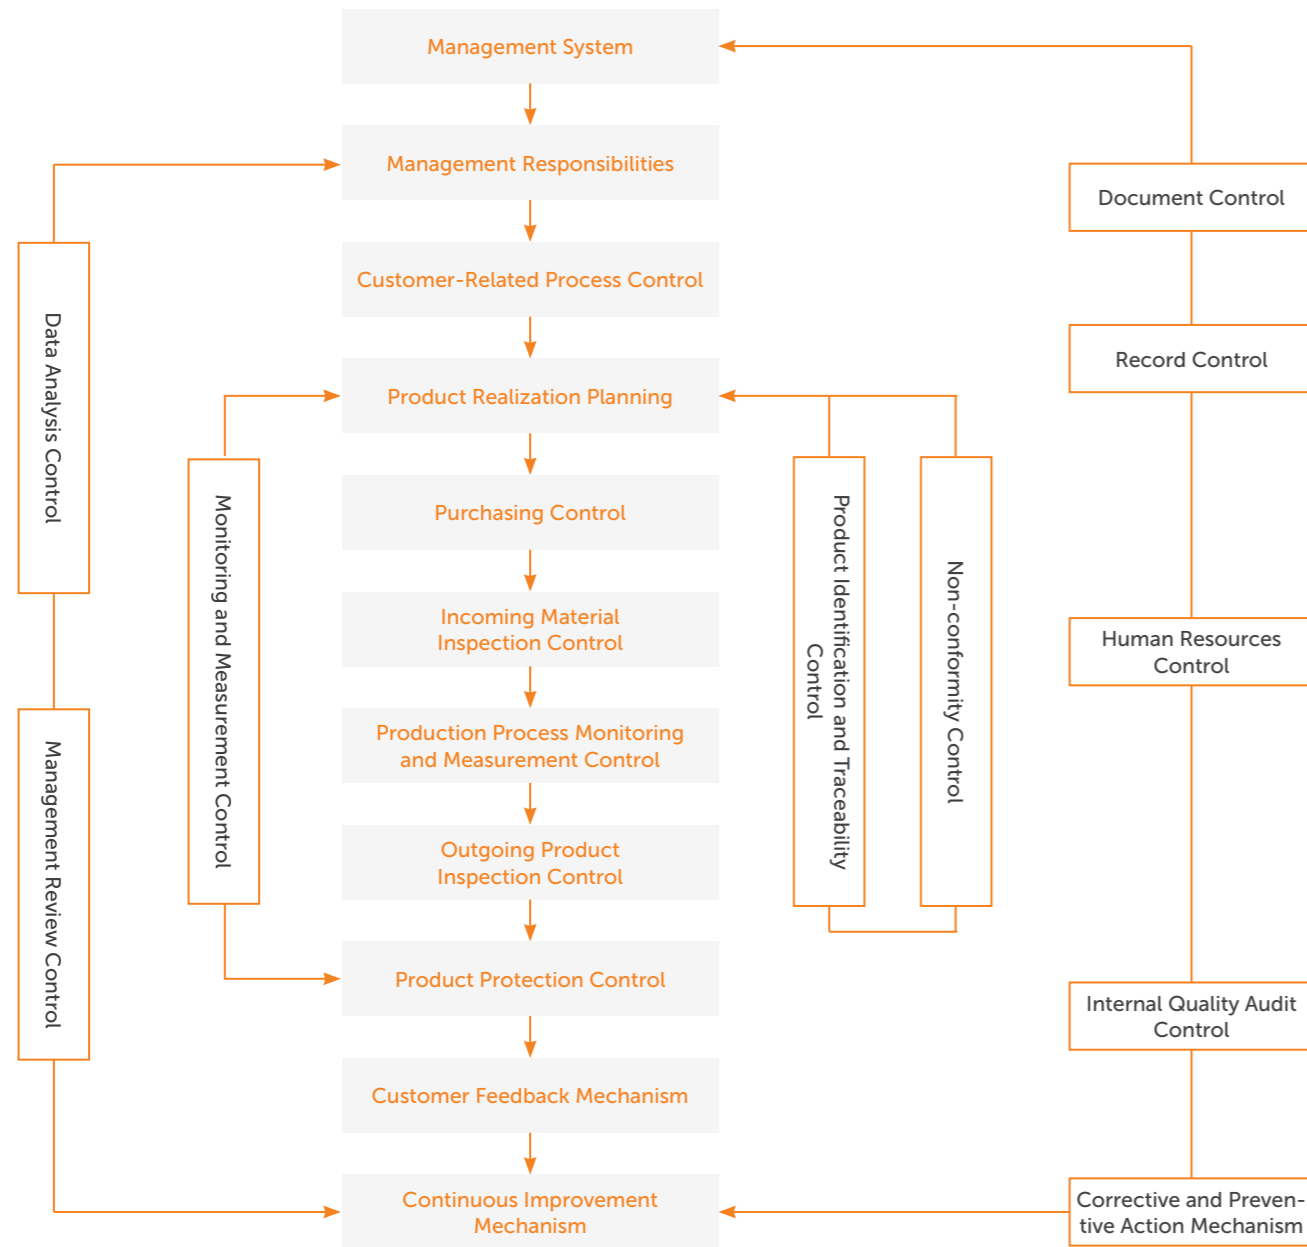 Management System
Management Responsibilities
Customer-Related Process Control
Product Realization Planning
Purchasing Control
Incoming Material
Inspection Control
Production Process Monitoring
and Measurement Control
Outgoing Product
Inspection Control
Product Protection Control
Customer Feedback Mechanism
Continuous Improvement
Mechanism
Data Analysis Control
Management Review Control
Monitoring and Measurement Control
Product Identification and Traceability
Control
Non-conformity Control
Document Control
Record Control
Human Resources
Control
Internal Quality Audit
Control
Corrective and Preven-
tive Action Mechanism